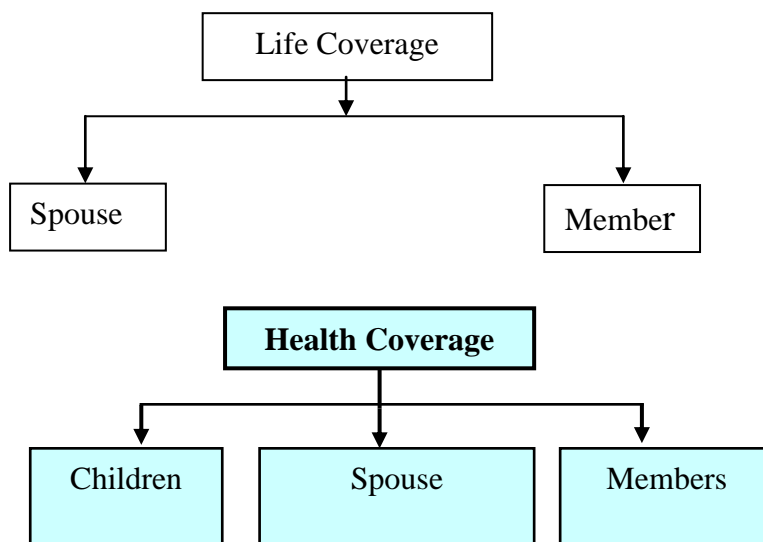 Life Coverage
Spouse
Member
Health Coverage
Children
Spouse
Members